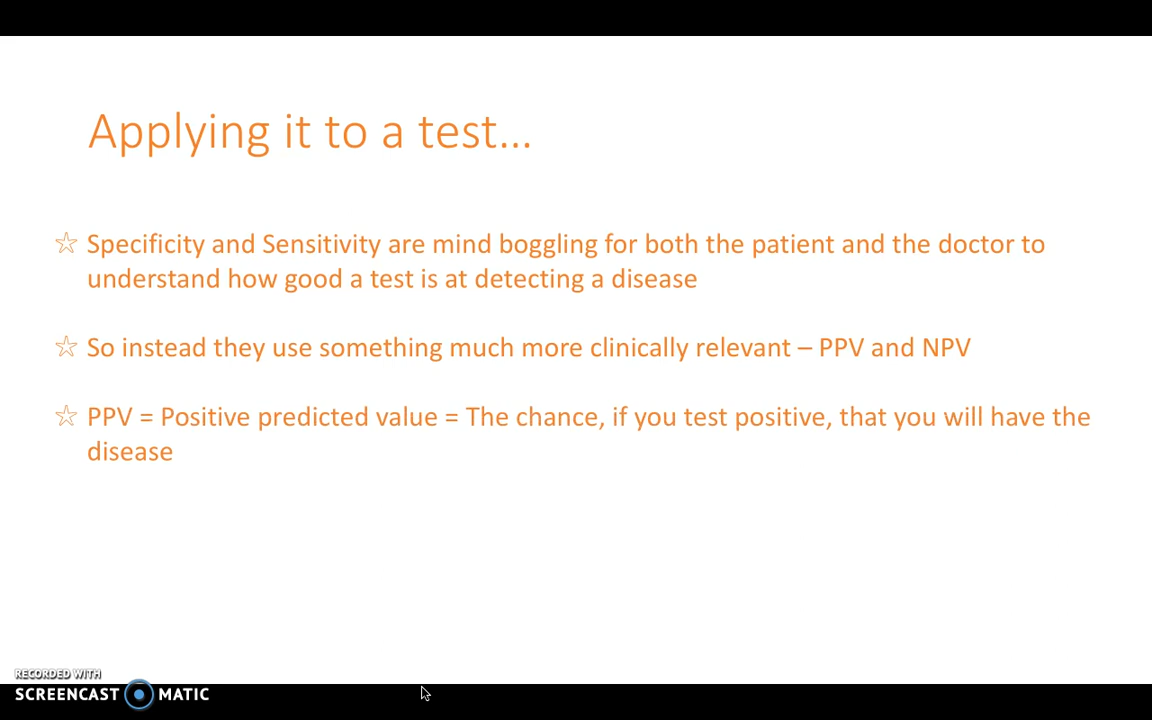 Applying it to a test...
☆ Specificity and Sensitivity are mind boggling for both the patient and the doctor to
understand how good a test is at detecting a disease
☆ So instead they use something much more clinically relevant – PPV and NPV
☆ PPV = Positive predicted value = The chance, if you test positive, that you will have the
disease
RECORDED WITH
SCREENCAST MATIC